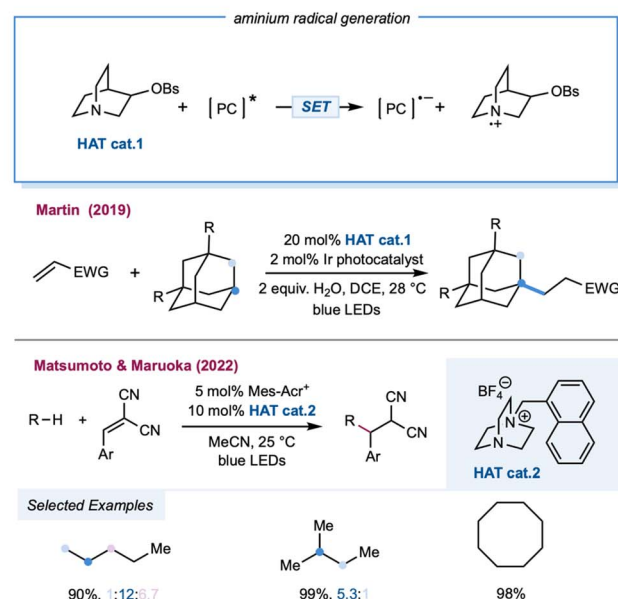 aminium radical generation
N
OBs
+
[PC]*
SET
[PC]•−
+
N
•+
OBs
HAT cat.1
Martin (2019)
EWG
+
R
R
20 mol% HAT cat.1
2 mol% Ir photocatalyst
2 equiv. H₂O, DCE, 28 °C
blue LEDs
R
R
EWG
Matsumoto & Maruoka (2022)
R–H
+
CN
CN
Ar
5 mol% Mes-Acr⁺
10 mol% HAT cat.2
MeCN, 25 °C
blue LEDs
R
CN
CN
Ar
BF₄⊖
N
⊕
N
HAT cat.2
Selected Examples
Me
90%, 1:12:6.7
Me
Me
Me
99%, 5.3:1
98%